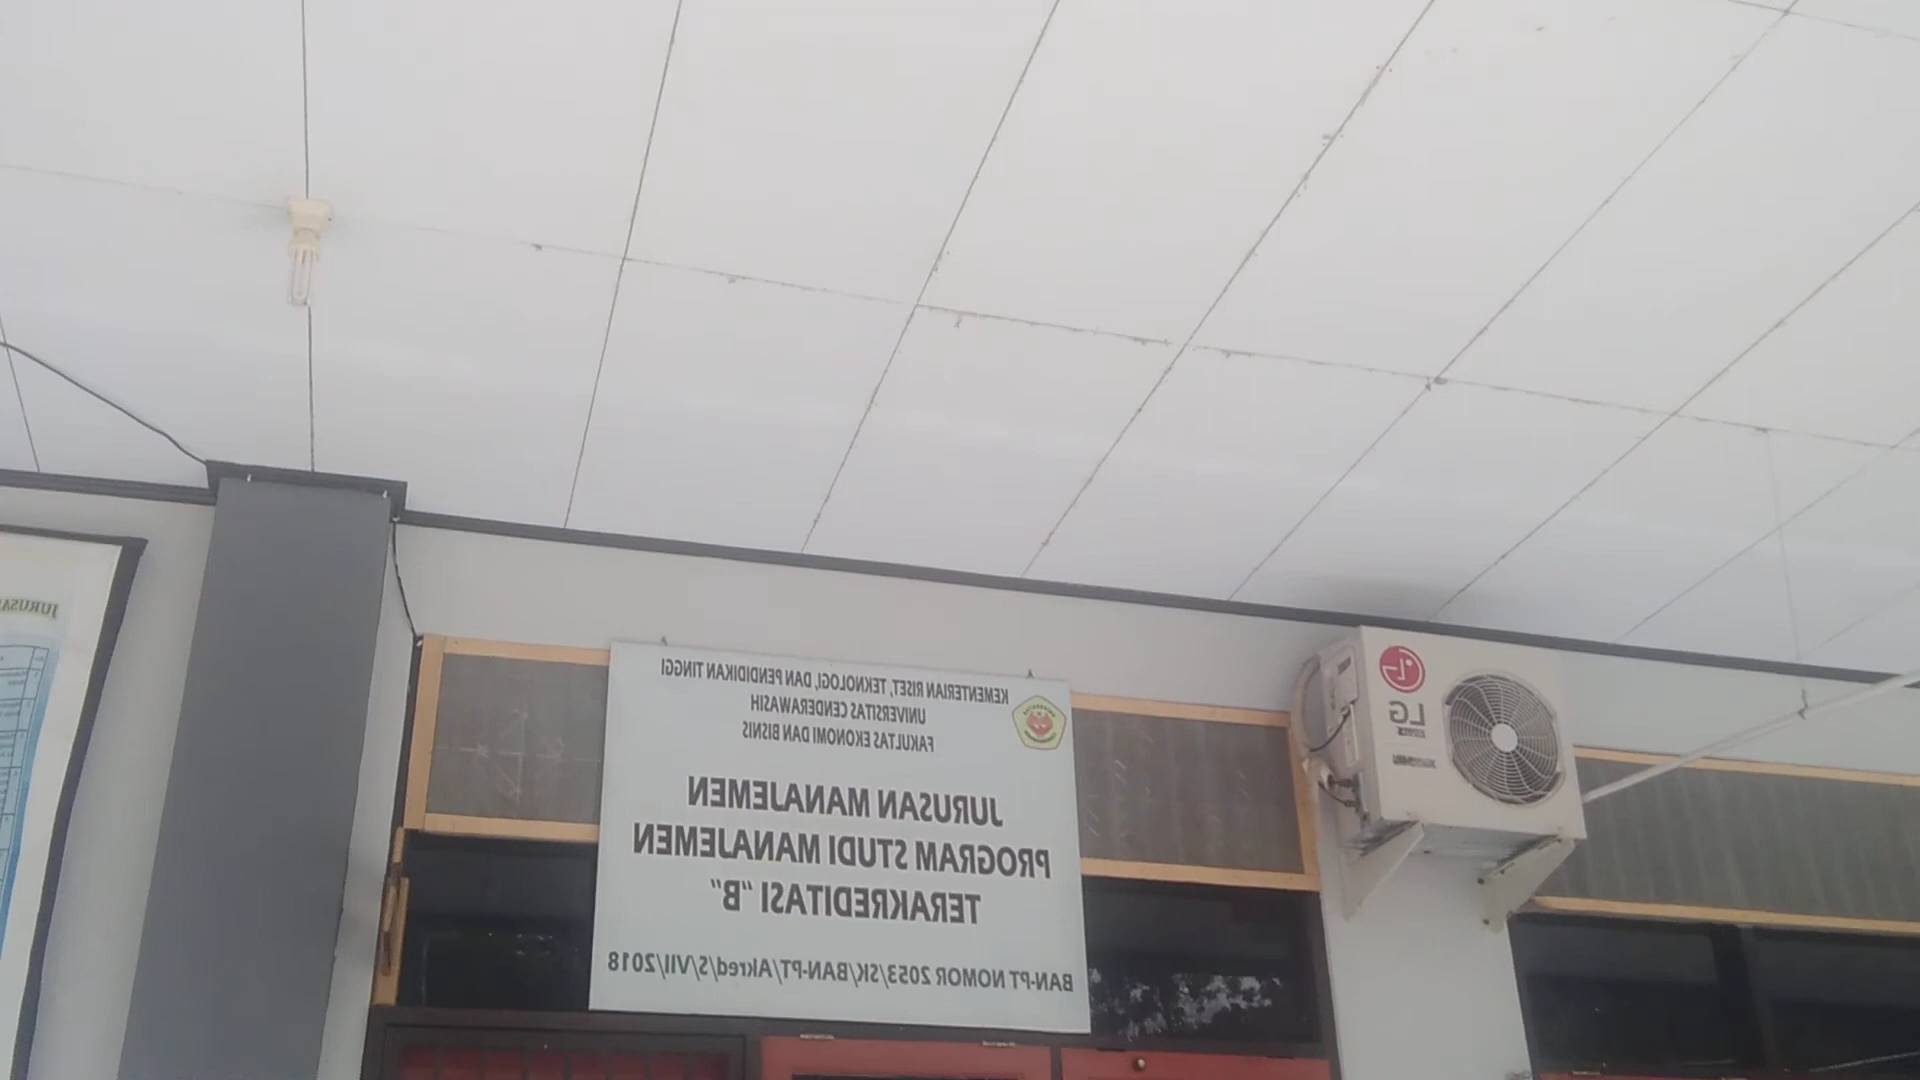 KEMENTERIAN RISET, TEKNOLOGI, DAN PENDIDIKAN TINGGI
UNIVERSITAS CENDERAWASIH
FAKULTAS EKONOMI DAN BISNIS
JURUSAN MANAJEMEN
PROGRAM STUDI MANAJEMEN
TERAKREDITASI "B"
BAN-PT NOMOR 2053/SK/BAN-PT/Akred/S/VII/2018
LG